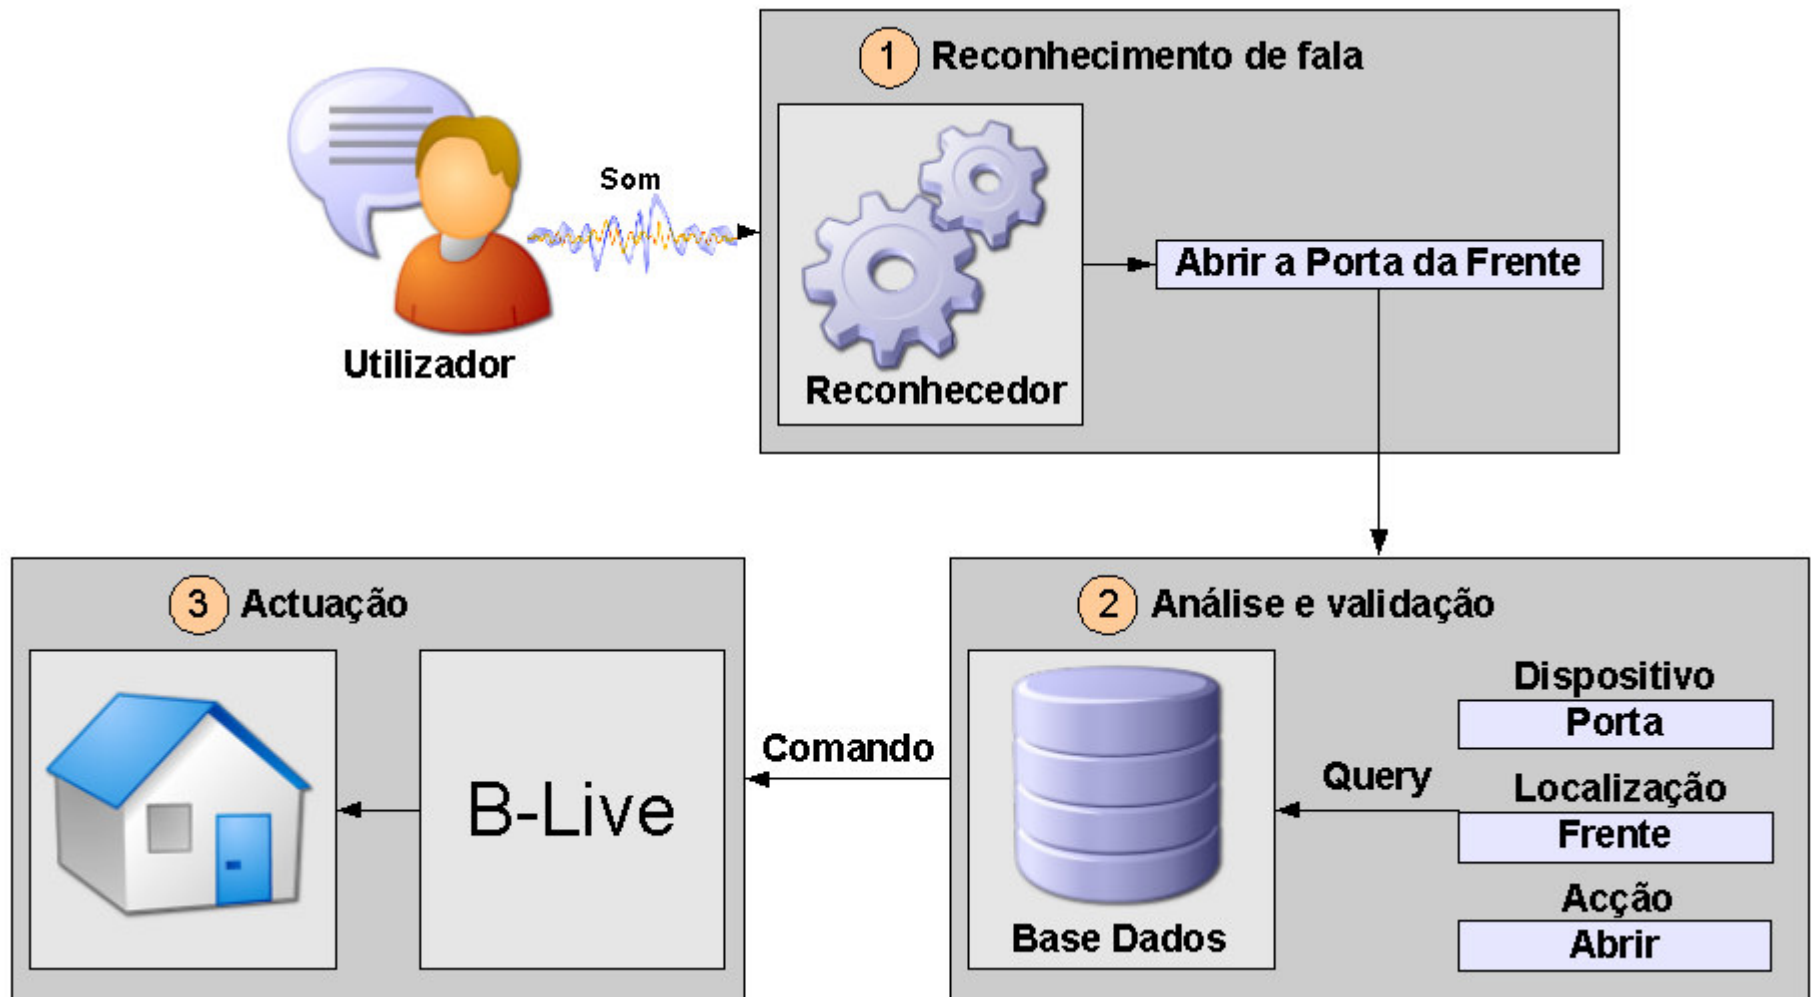 1 Reconhecimento de fala
Som
Abrir a Porta da Frente
Utilizador
Reconhecedor
2 Análise e validação
Dispositivo
Porta
Localização
Frente
Acção
Abrir
Query
Base Dados
Comando
3 Actuação
B-Live